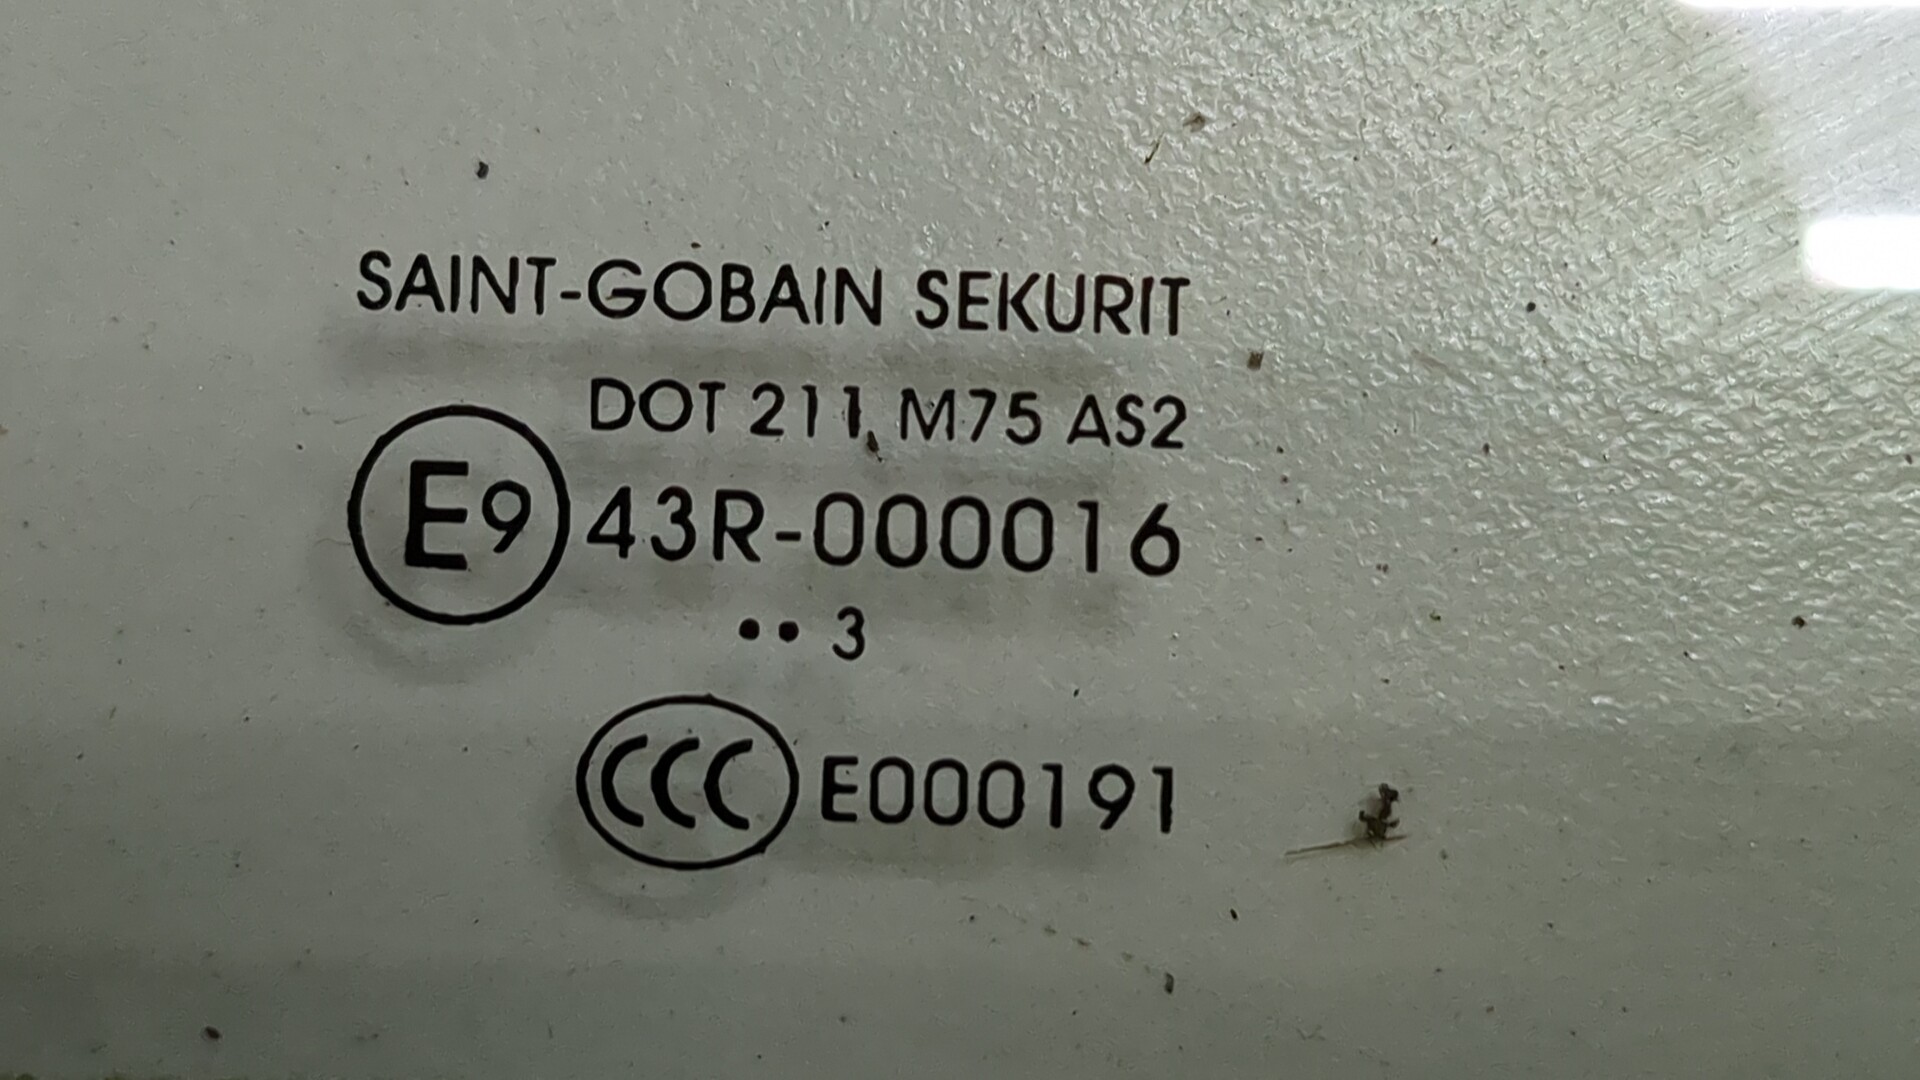 SAINT-GOBAIN SEKURIT
DOT 211 M75 AS2
E9 43R-000016
•• 3
CCC E000191